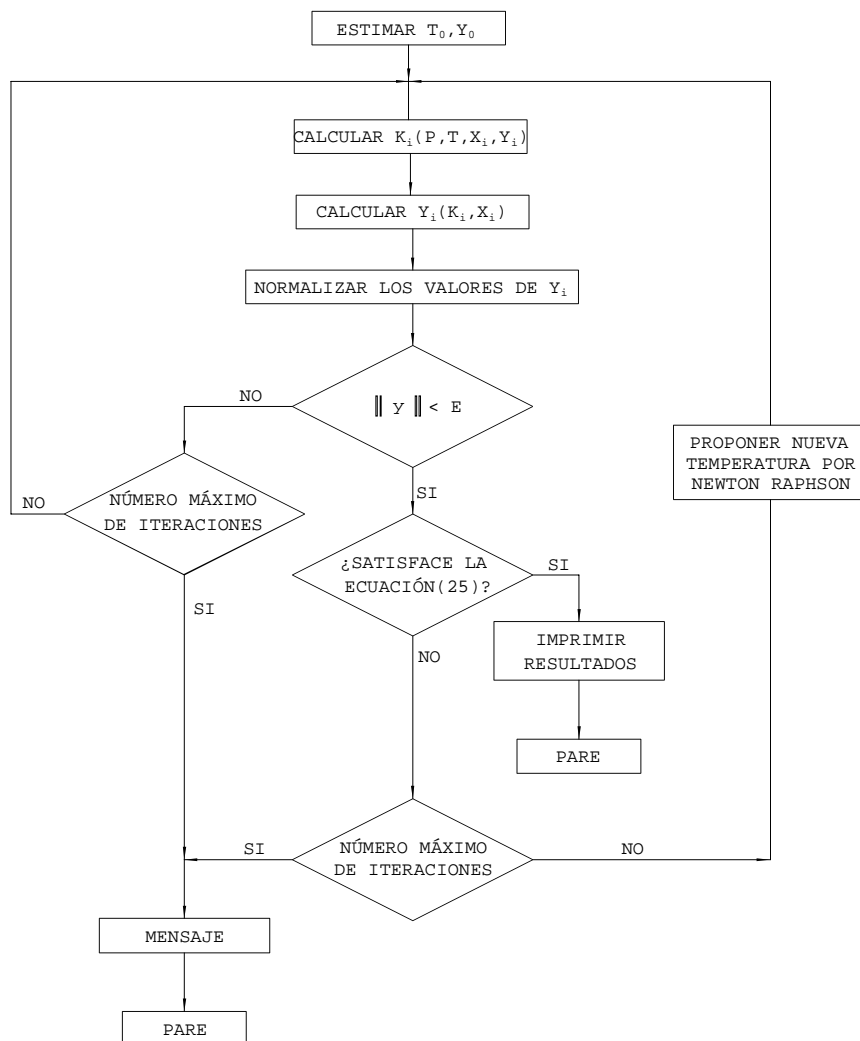 ESTIMAR T₀,Y₀
CALCULAR Kᵢ(P,T,Xᵢ,Yᵢ)
CALCULAR Yᵢ(Kᵢ,Xᵢ)
NORMALIZAR LOS VALORES DE Yᵢ
NO
‖ y ‖ < E
PROPONER NUEVA
TEMPERATURA POR
NEWTON RAPHSON
NO
NÚMERO MÁXIMO
DE ITERACIONES
SI
¿SATISFACE LA
ECUACIÓN(25)?
SI
SI
IMPRIMIR
RESULTADOS
NO
PARE
SI
NÚMERO MÁXIMO
DE ITERACIONES
NO
MENSAJE
PARE